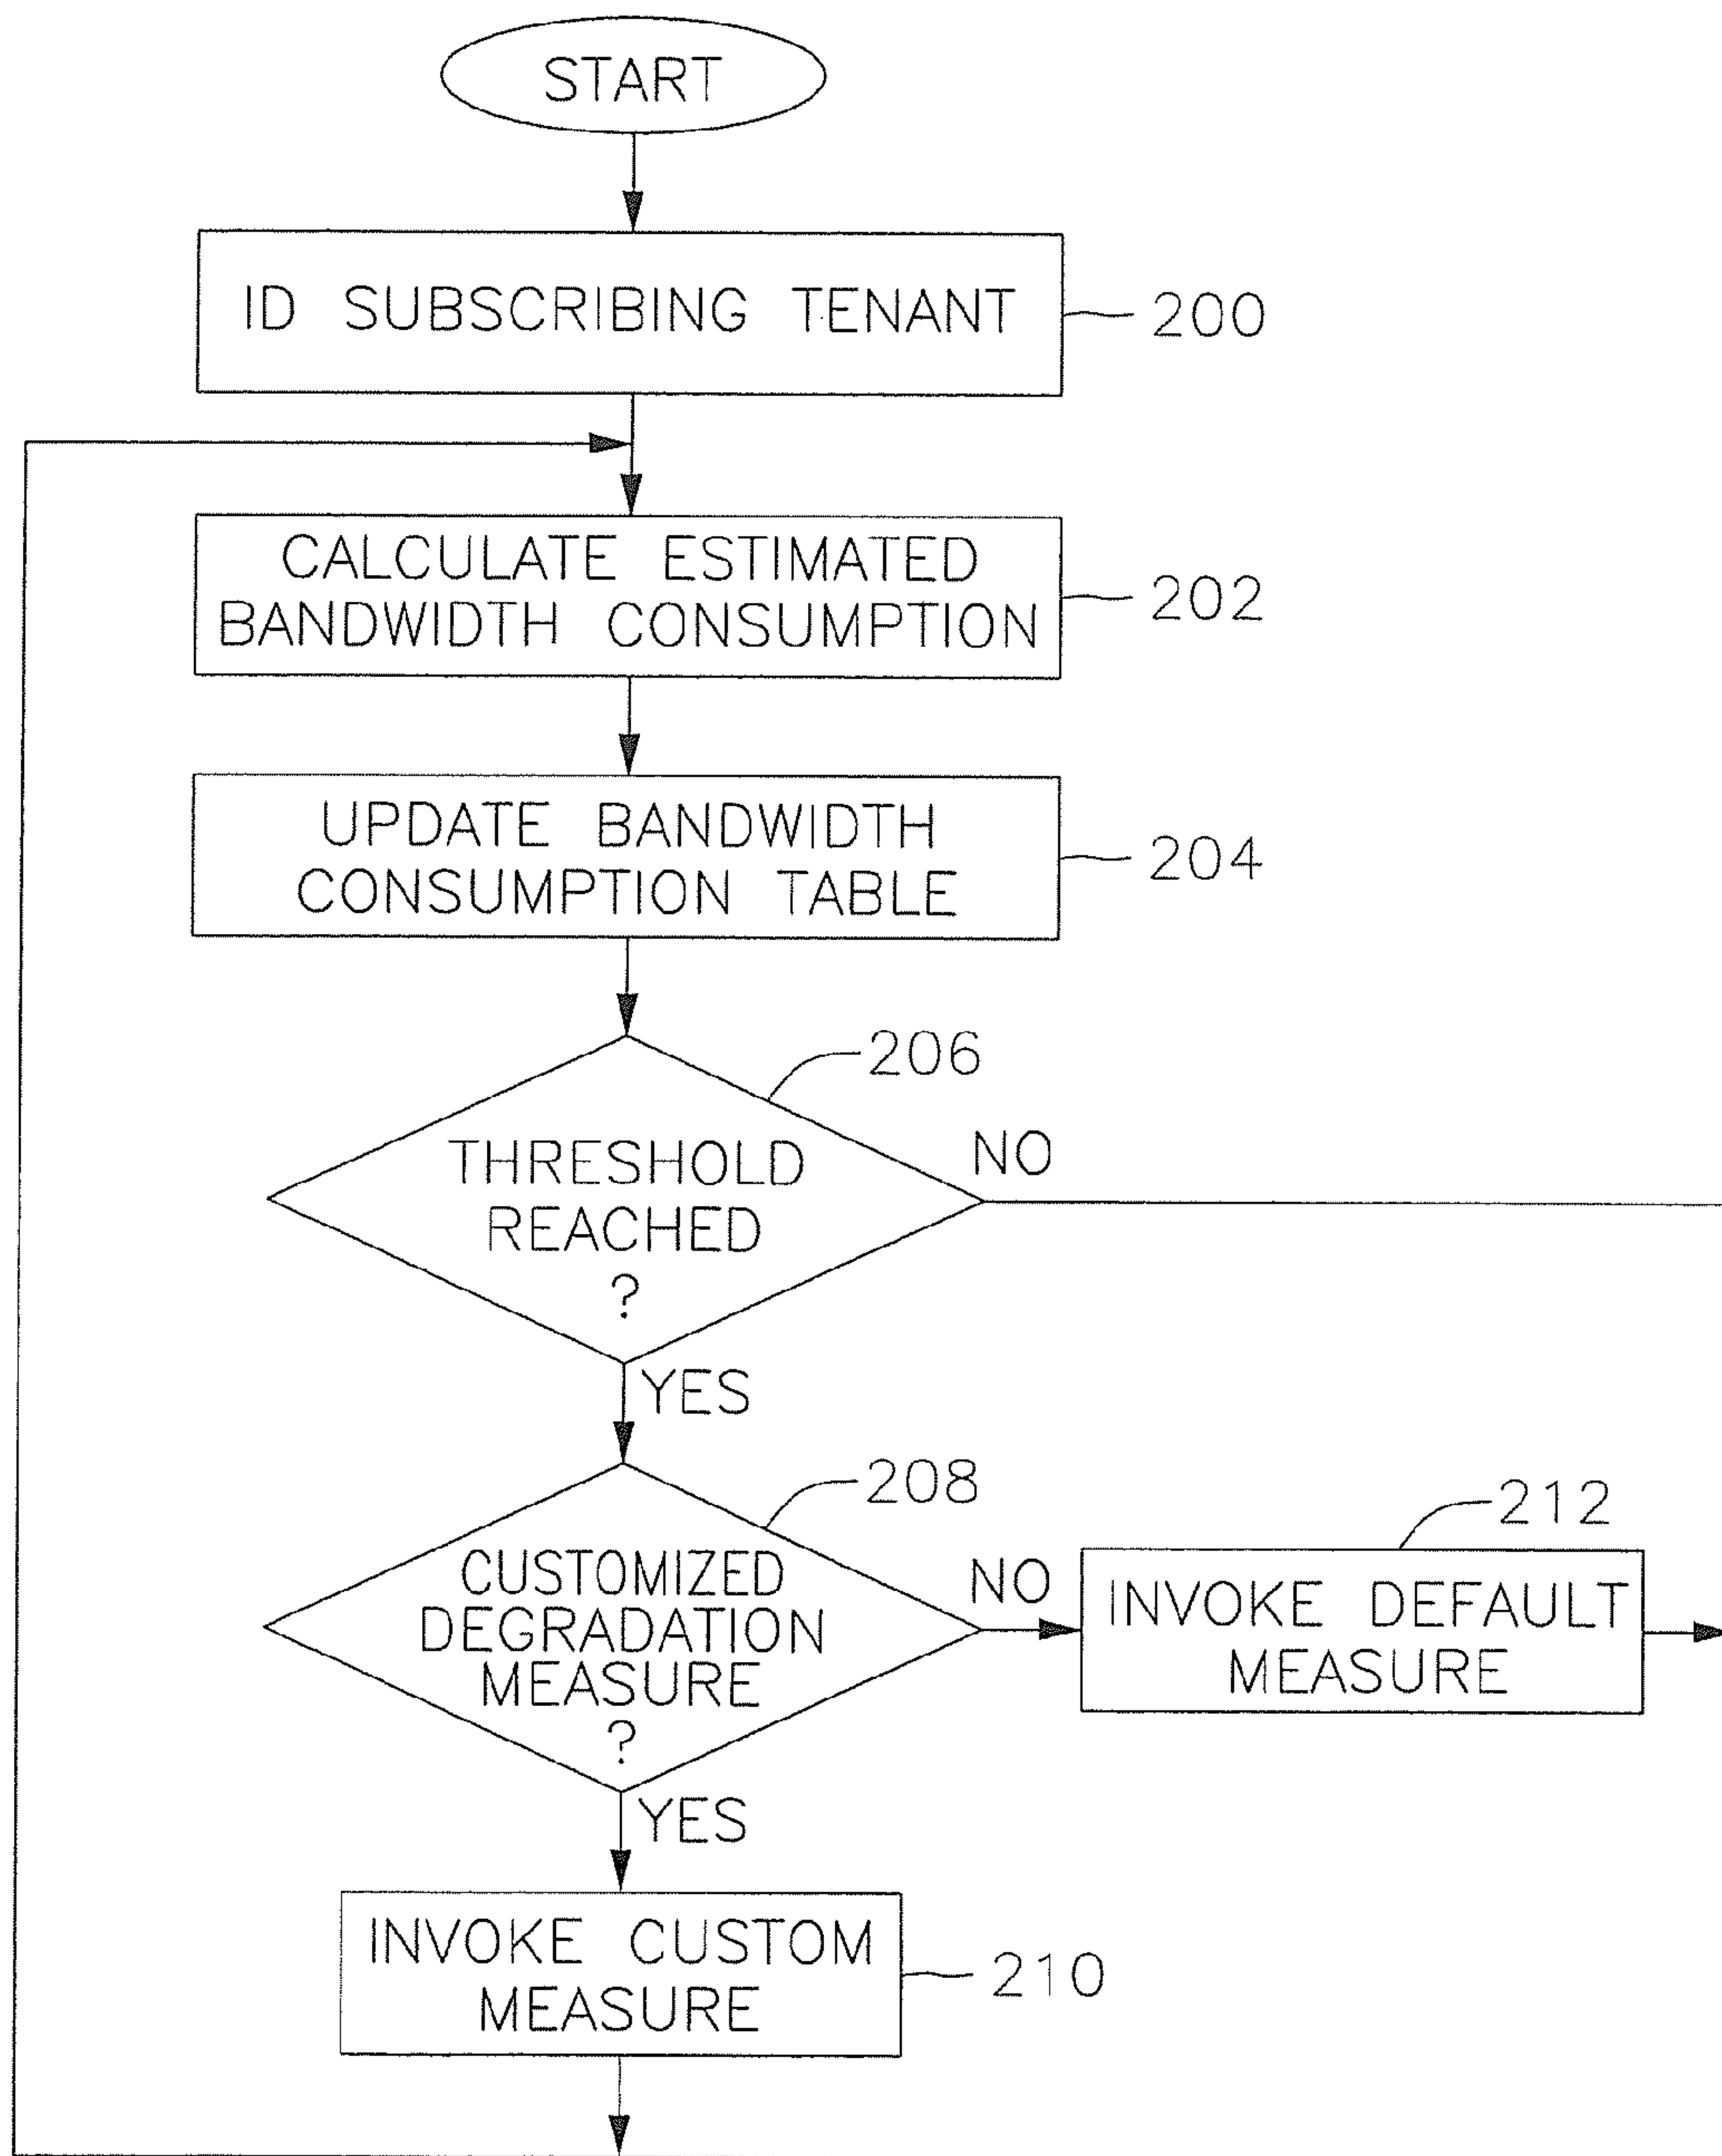 START
ID SUBSCRIBING TENANT
200
CALCULATE ESTIMATED
BANDWIDTH CONSUMPTION
202
UPDATE BANDWIDTH
CONSUMPTION TABLE
204
206
THRESHOLD
REACHED
?
NO
YES
208
CUSTOMIZED
DEGRADATION
MEASURE
?
NO
212
INVOKE DEFAULT
MEASURE
YES
INVOKE CUSTOM
MEASURE
210